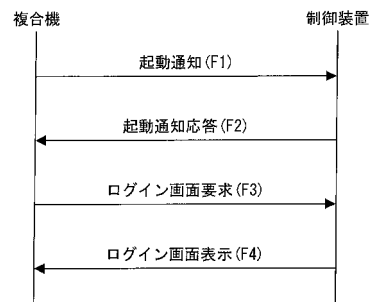 複合機
制御装置
起動通知(F1)
起動通知応答(F2)
ログイン画面要求(F3)
ログイン画面表示(F4)